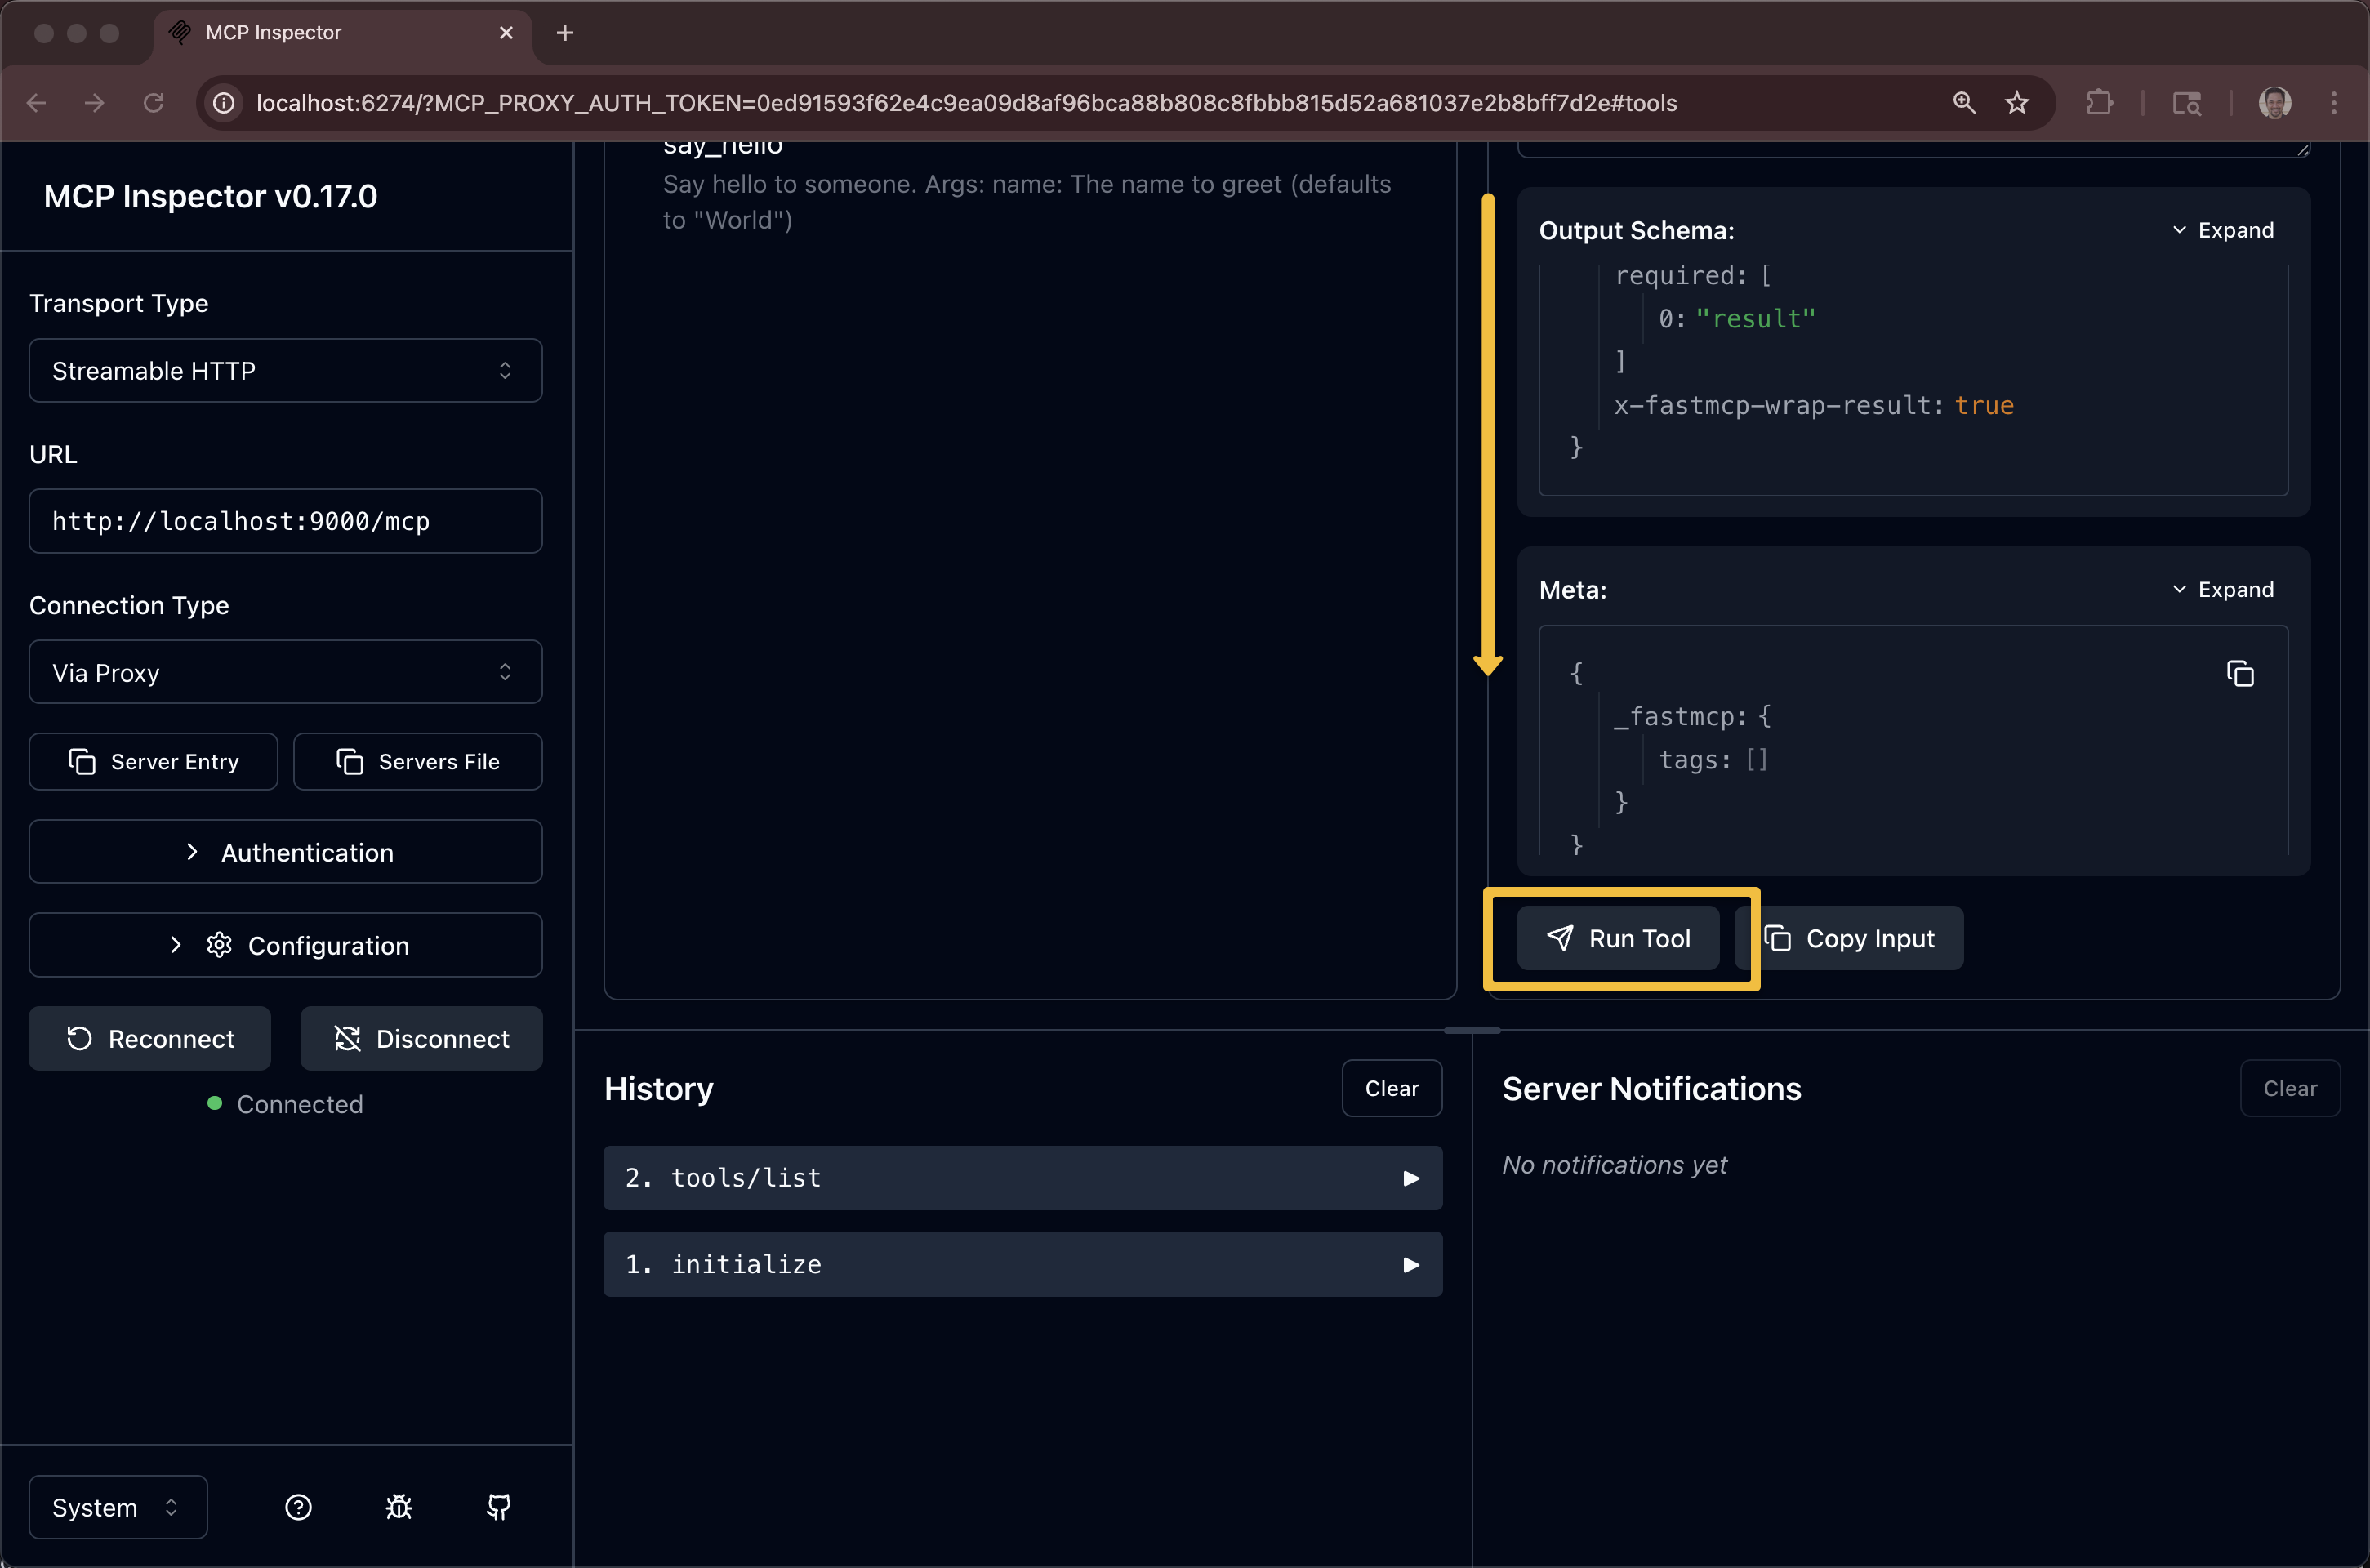 MCP Inspector
localhost:6274/?MCP_PROXY_AUTH_TOKEN=0ed91593f62e4c9ea09d8af96bca88b808c8fbbb815d52a681037e2b8bff7d2e#tools
MCP Inspector v0.17.0
Transport Type
Streamable HTTP
URL
http://localhost:9000/mcp
Connection Type
Via Proxy
Server Entry
Servers File
Authentication
Configuration
Reconnect
Disconnect
Connected
System
say_hello
Say hello to someone. Args: name: The name to greet (defaults
to "World")
Output Schema:
Expand
required: [
0: "result"
]
x-fastmcp-wrap-result: true
}
Meta:
Expand
{
_fastmcp: {
tags: []
}
}
Run Tool
Copy Input
History
Clear
2. tools/list
1. initialize
Server Notifications
Clear
No notifications yet